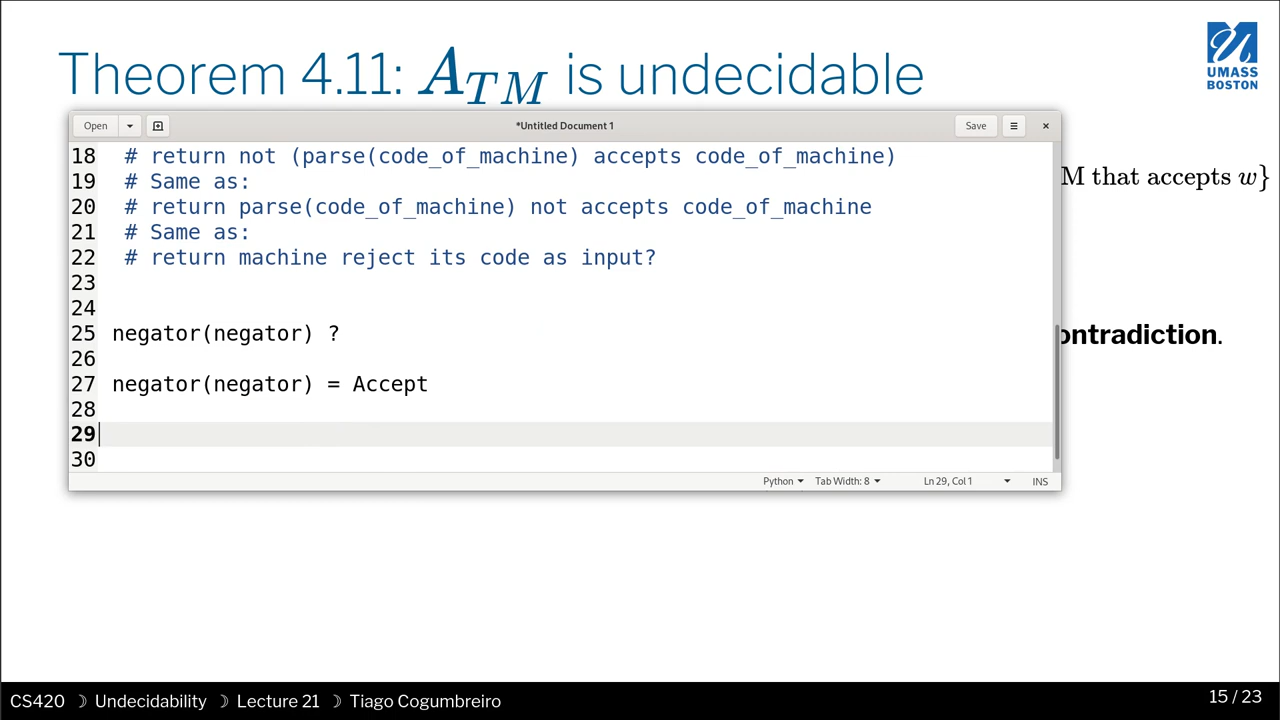 Theorem 4.11: A_TM is undecidable
UMASS
BOSTON
Open
*Untitled Document 1
Save
18 # return not (parse(code_of_machine) accepts code_of_machine)
19 # Same as:
20 # return parse(code_of_machine) not accepts code_of_machine
21 # Same as:
22 # return machine reject its code as input?
23
24
25 negator(negator) ?
26
27 negator(negator) = Accept
28
29
30
M that accepts w}
ontradiction.
Python Tab Width: 8 Ln 29, Col 1 INS
CS420 ☽ Undecidability ☽ Lecture 21 ☽ Tiago Cogumbreiro
15 / 23